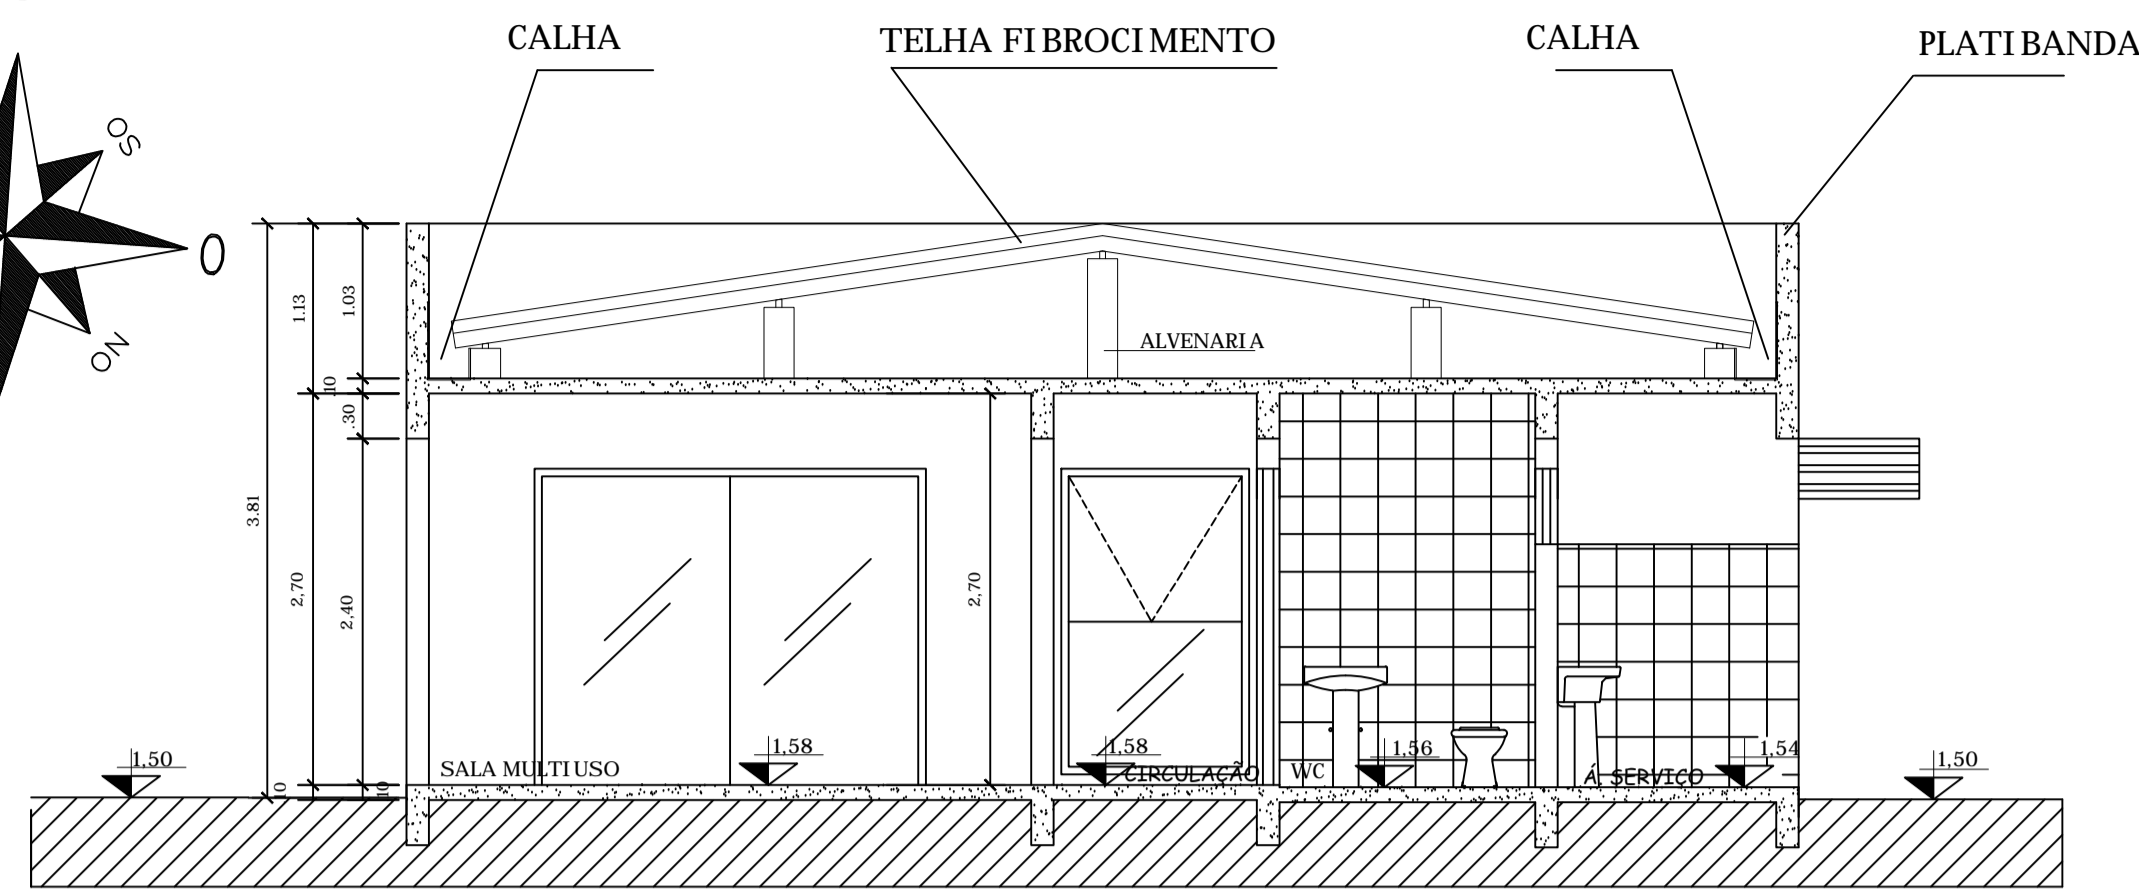 CALHA
TELHA FIBROCIMENTO
CALHA
PLATIBANDA
SO
O
NO
1.13
1.03
10
.30
ALVENARIA
3.81
2,70
2,40
2,70
1,50
SALA MULTIUSO
1,58
1,58
CIRCULAÇÃO
WC
1,56
Á. SERVIÇO
1,54
1,50
10
10